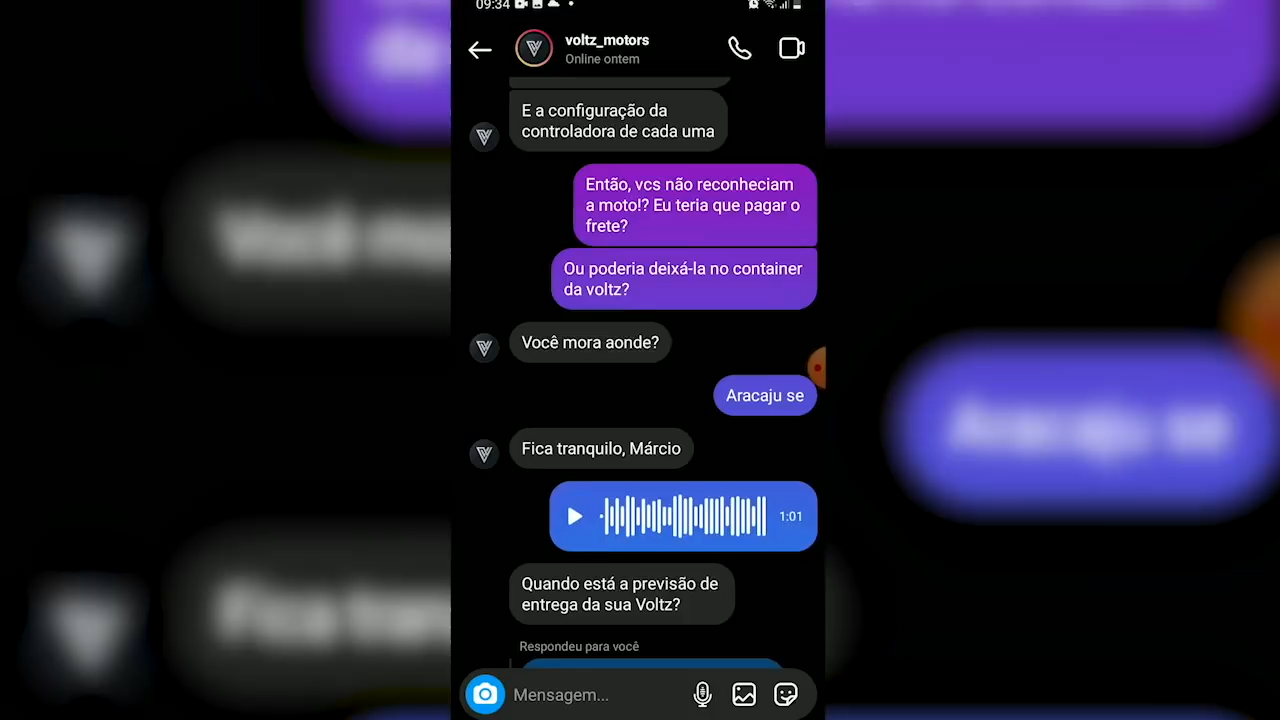 09:34
voltz_motors
Online ontem
E a configuração da
controladora de cada uma
Então, vcs não reconheciam
a moto!? Eu teria que pagar o
frete?
Ou poderia deixá-la no container
da voltz?
Você mora aonde?
Aracaju se
Fica tranquilo, Márcio
1:01
Quando está a previsão de
entrega da sua Voltz?
Respondeu para você
Mensagem...